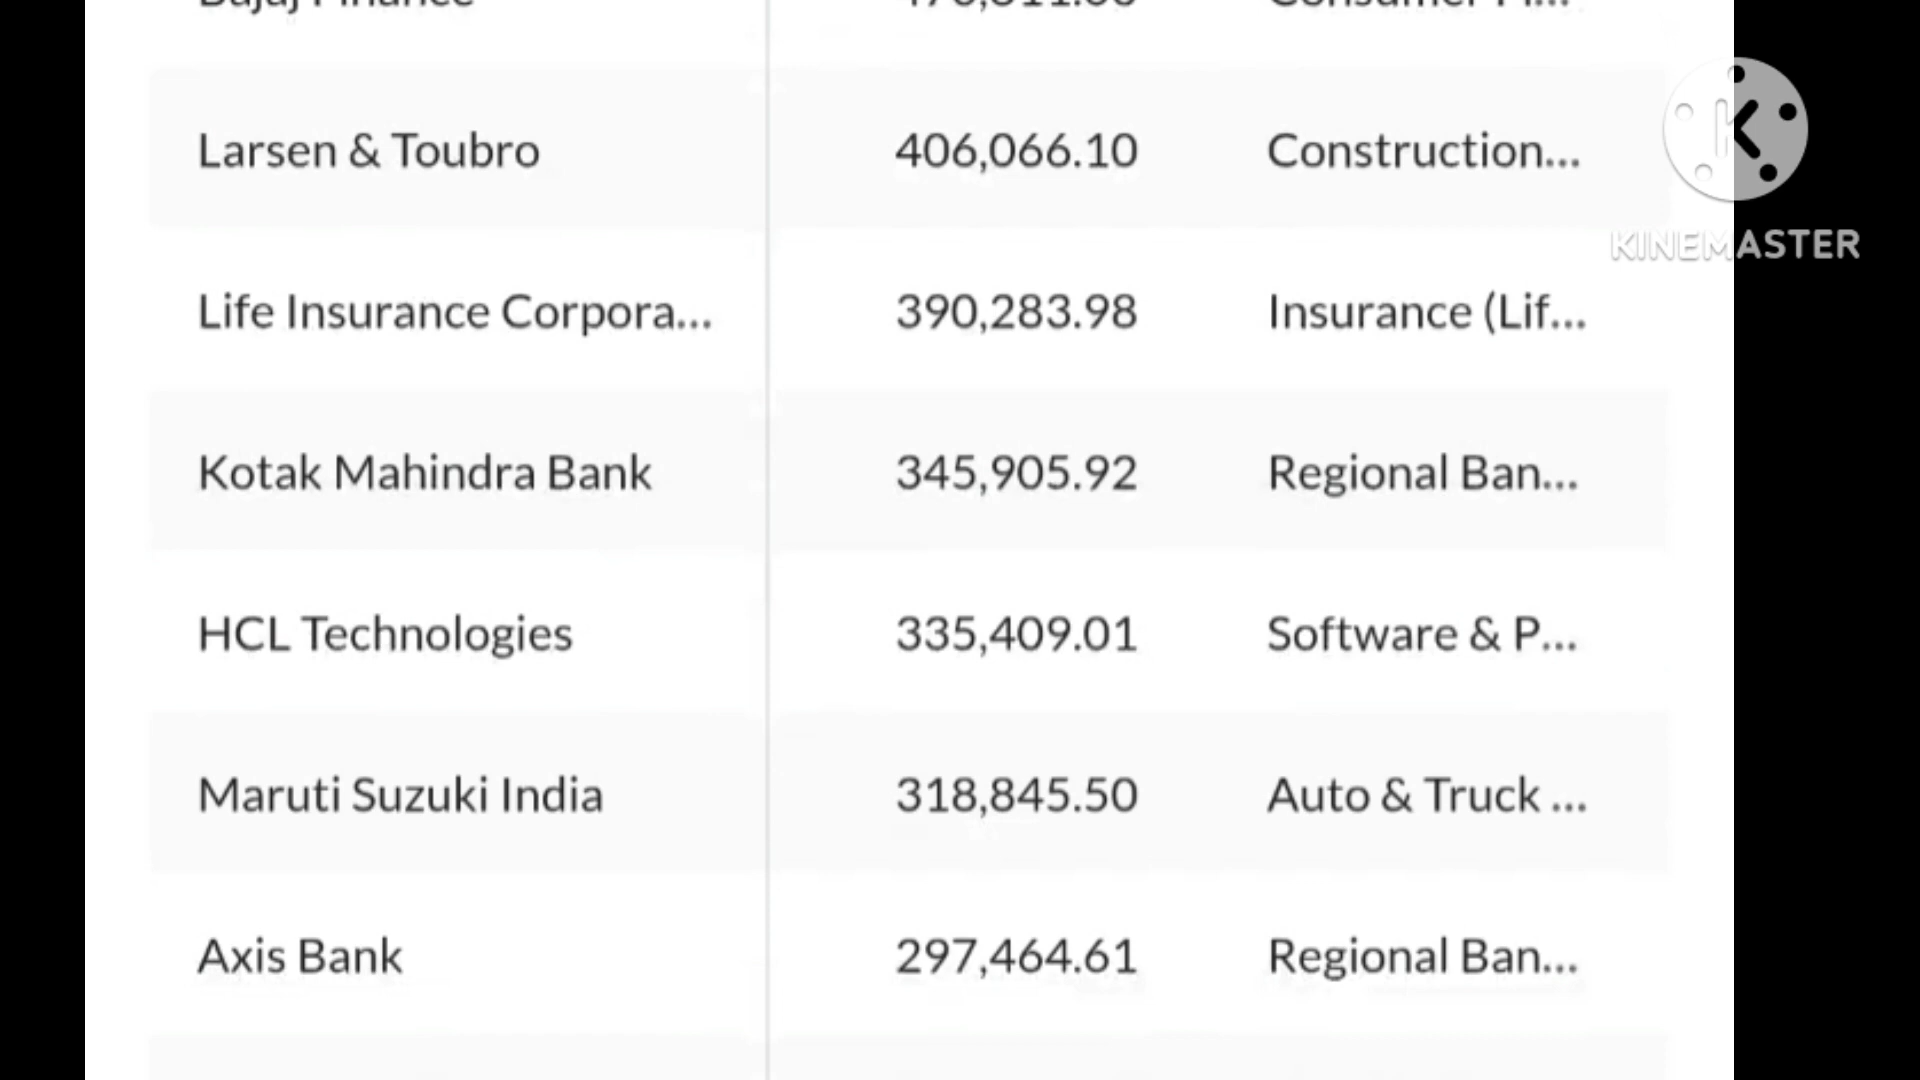 Bajaj Finance
Larsen & Toubro 406,066.10 Construction...
Life Insurance Corpora... 390,283.98 Insurance (Lif...
Kotak Mahindra Bank 345,905.92 Regional Ban...
HCL Technologies 335,409.01 Software & P...
Maruti Suzuki India 318,845.50 Auto & Truck ...
Axis Bank 297,464.61 Regional Ban...
K
KINEMASTER